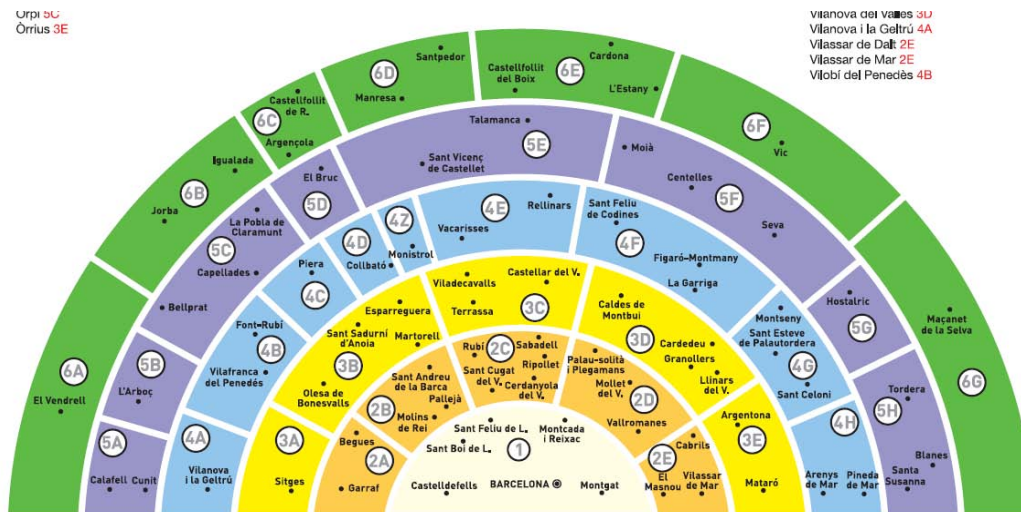 Orpí 5C
Òrrius 3E
Vilanova del Vallès 3D
Vilanova i la Geltrú 4A
Vilassar de Dalt 2E
Vilassar de Mar 2E
Vilobí del Penedès 4B
6D
Santpedor
Manresa
6E
Cardona
Castellfollit
del Boix
L'Estany
6C
Castellfollit
de R.
Argençola
6F
Vic
6B
Igualada
Jorba
Talamanca
5E
Sant Vicenç
de Castellet
Moià
Centelles
5F
Seva
El Bruc
5D
La Pobla de
Claramunt
5C
Capellades
Bellprat
4Z
Monistrol
4E
Rellinars
Vacarisses
Sant Feliu
de Codines
4F
Figaró-Montmany
La Garriga
4D
Collbató
Piera
4C
Hostalric
5G
Maçanet
de la Selva
6G
Montseny
Sant Esteve
de Palautordera
4G
Sant Celoni
Viladecavalls
Castellar del V.
Terrassa
3C
Caldes de
Montbui
3D
Cardedeu
Granollers
Llinars
del V.
Esparreguera
Sant Sadurní
d'Anoia
Martorell
3B
Olesa de
Bonesvalls
Font-Rubí
4B
Vilafranca
del Penedés
5B
L'Arboç
6A
El Vendrell
Rubí
2C
Sabadell
Ripollet
Sant Cugat
del V.
Cerdanyola
del V.
Palau-solità
i Plegamans
Mollet
del V.
2D
Vallromanes
Sant Andreu
de la Barca
Pallejà
2B
Molins
de Rei
Tordera
5H
Blanes
Santa
Susanna
4H
Arenys
de Mar
Pineda
de Mar
Argentona
3E
Mataró
Cabrils
2E
El
Masnou
Vilassar
de Mar
Begues
2A
Garraf
3A
Sitges
4A
Vilanova
i la Geltrú
5A
Calafell
Cunit
Sant Feliu de L.
Montcada
i Reixac
Sant Boi de L.
1
Castelldefells
BARCELONA
Montgat